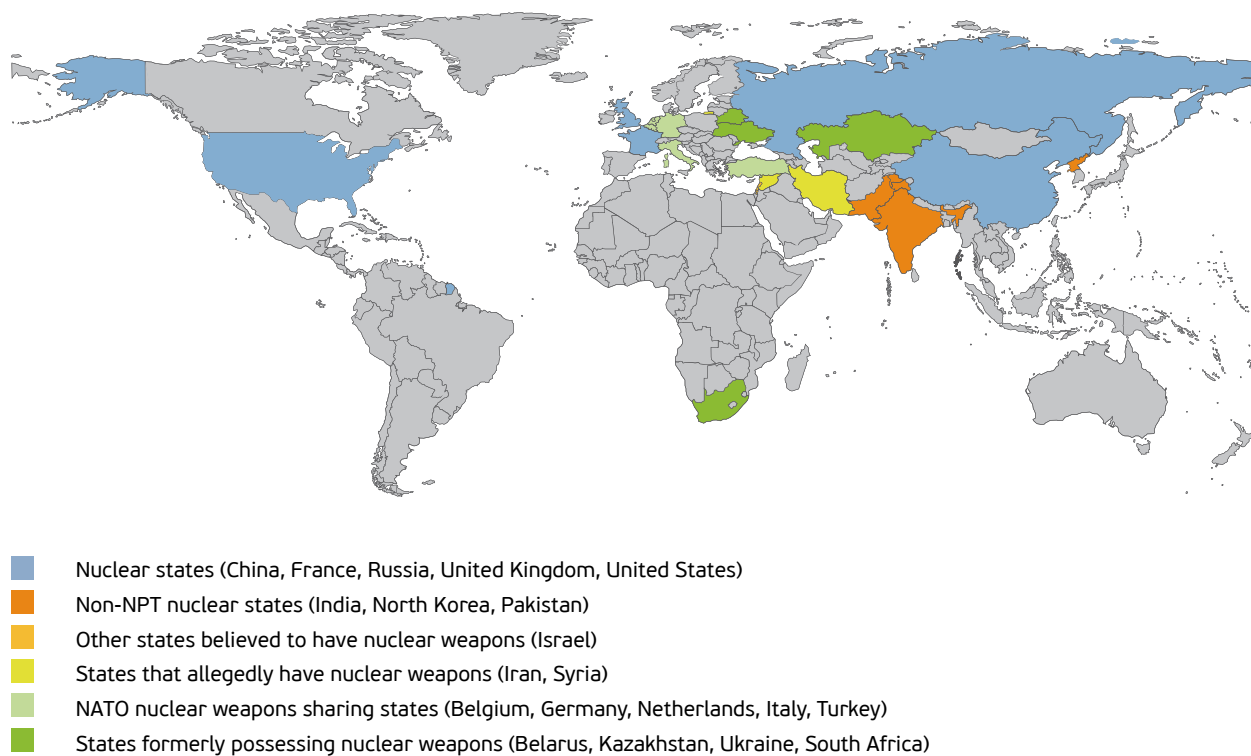 Nuclear states (China, France, Russia, United Kingdom, United States)
Non-NPT nuclear states (India, North Korea, Pakistan)
Other states believed to have nuclear weapons (Israel)
States that allegedly have nuclear weapons (Iran, Syria)
NATO nuclear weapons sharing states (Belgium, Germany, Netherlands, Italy, Turkey)
States formerly possessing nuclear weapons (Belarus, Kazakhstan, Ukraine, South Africa)